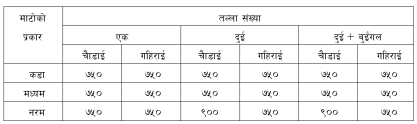 माटोको प्रकार तल्ला संख्या
एक दुई दुई + बुईगल
चौडाई गहिराई चौडाई गहिराई चौडाई गहिराई
कडा ७५० ७५० ७५० ७५० ७५० ७५०
मध्यम ७५० ७५० ७५० ७५० ७५० ७५०
नरम ७५० ७५० ९०० ७५० ९०० ७५०